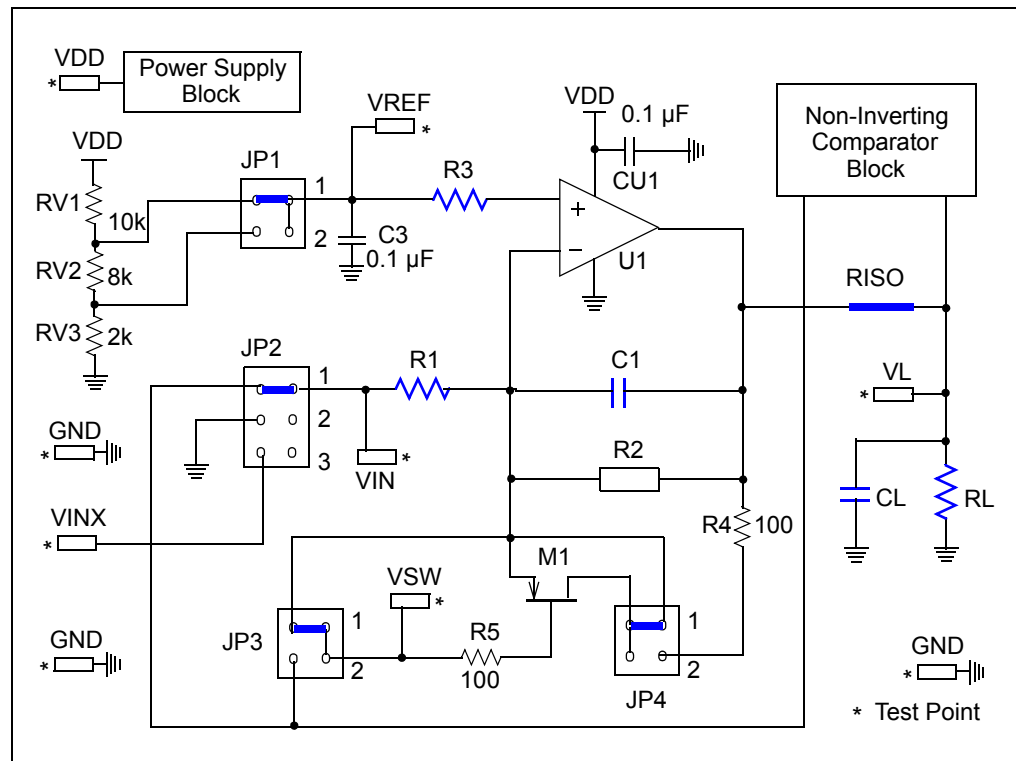 VDD
*
Power Supply
Block
VREF
*
VDD
0.1 µF
CU1
Non-Inverting
Comparator
Block
VDD
RV1
10k
RV2
8k
RV3
2k
JP1
1
2
C3
0.1 µF
R3
+
−
U1
RISO
JP2
1
2
3
R1
C1
VL
*
GND
*
VIN
*
R2
CL
RL
VINX
*
R4
100
M1
VSW
*
JP3
1
2
R5
100
1
2
JP4
GND
*
GND
*
* Test Point